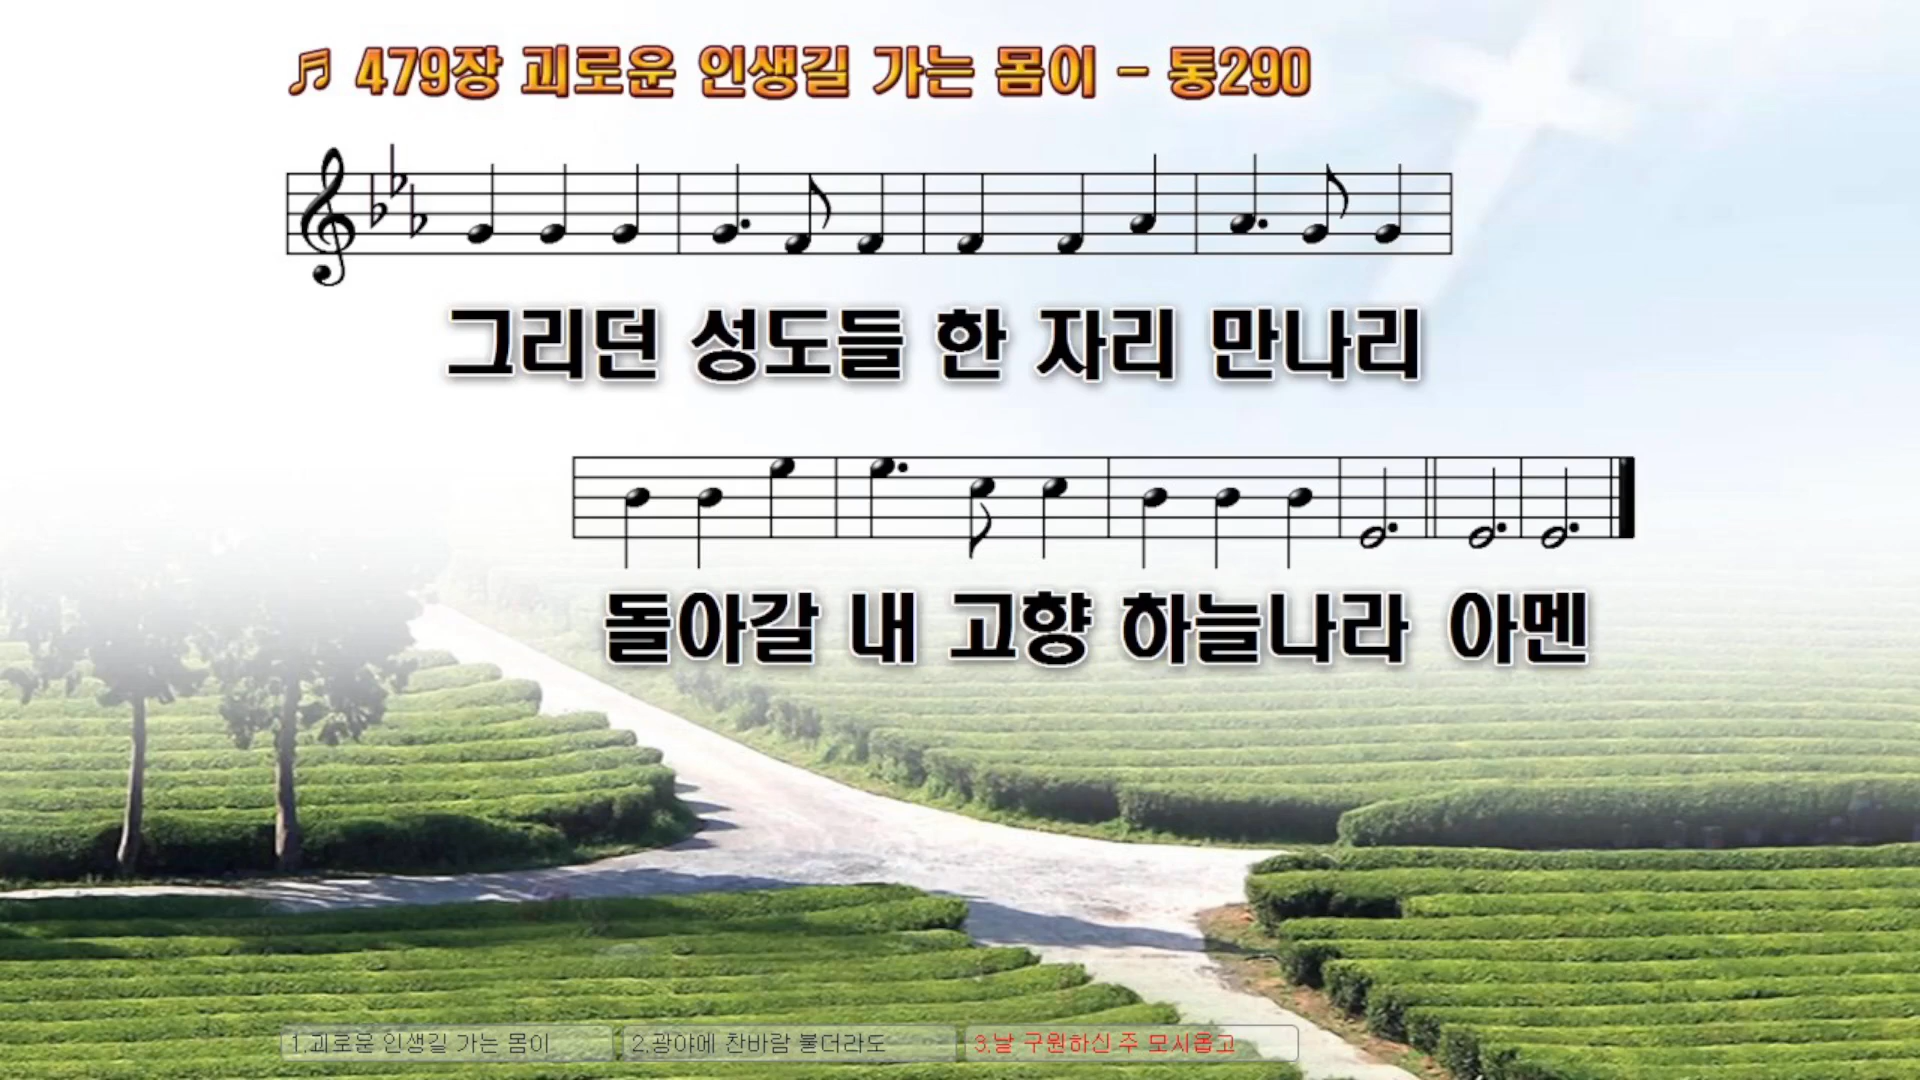 ♬ 479장 괴로운 인생길 가는 몸이 - 통290
그리던 성도들 한 자리 만나리
돌아갈 내 고향 하늘나라 아멘
1.괴로운 인생길 가는 몸이 2.광야에 찬바람 불더라도 3.날 구원하신 주 모시옵고